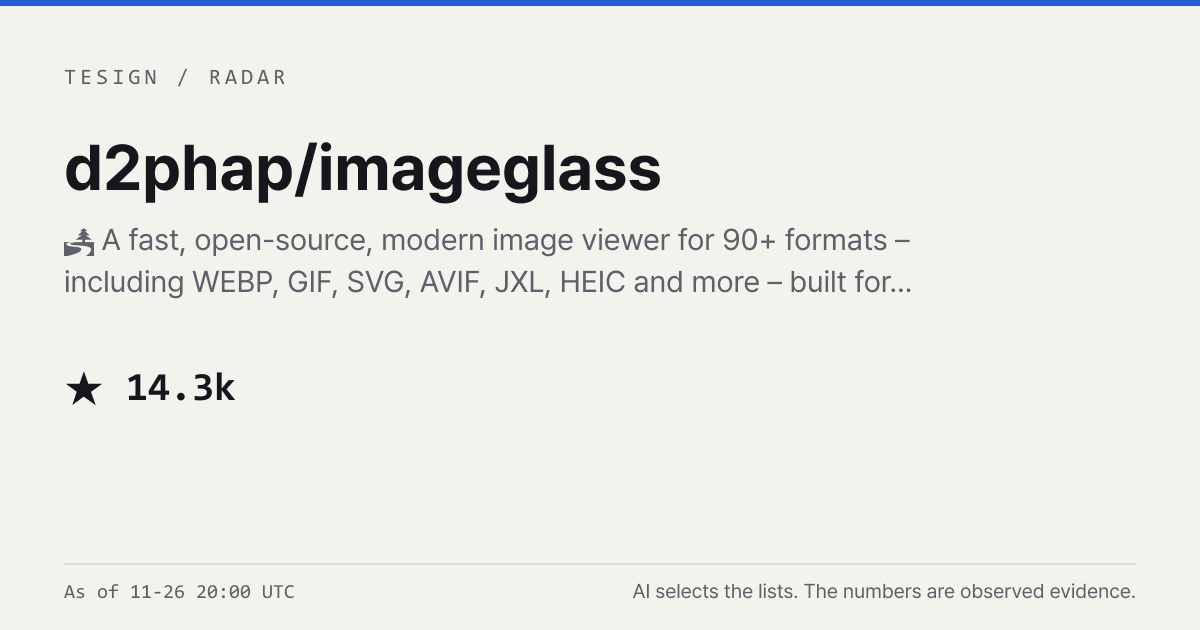 TESIGN / RADAR
d2phap/imageglass
🏞 A fast, open-source, modern image viewer for 90+ formats –
including WEBP, GIF, SVG, AVIF, JXL, HEIC and more – built for…
★ 14.3k
As of 11-26 20:00 UTC
AI selects the lists. The numbers are observed evidence.